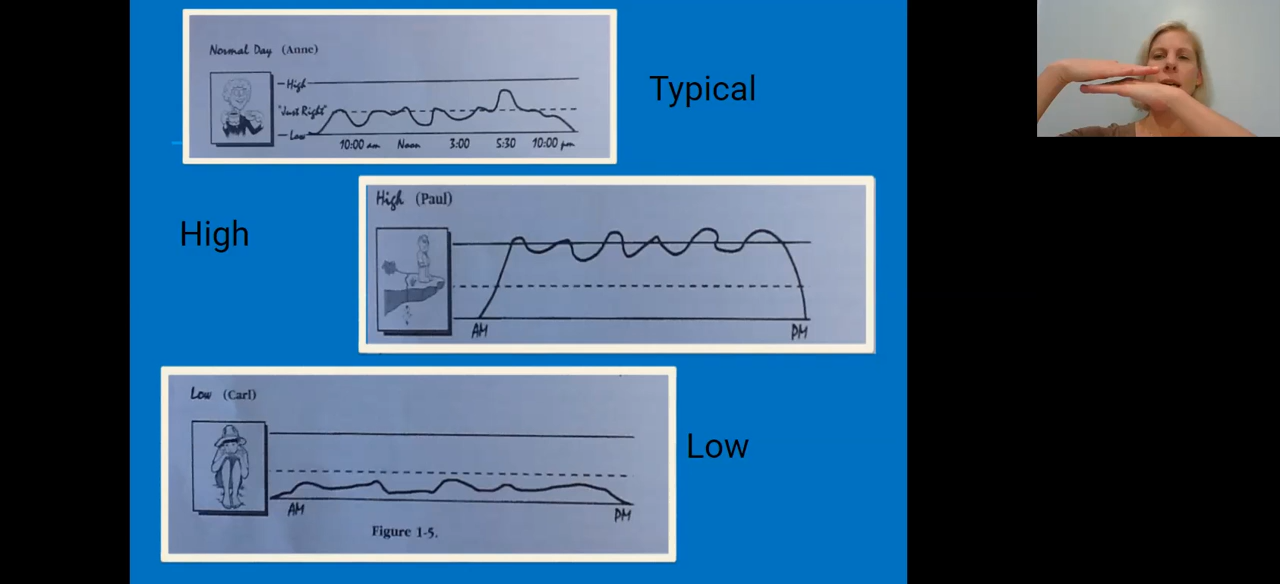 Normal Day (Anne)
High
"Just Right"
Low
10:00 am Noon 3:00 5:30 10:00 pm
Typical
High (Paul)
AM PM
High
Low (Carl)
AM PM
Figure 1-5.
Low